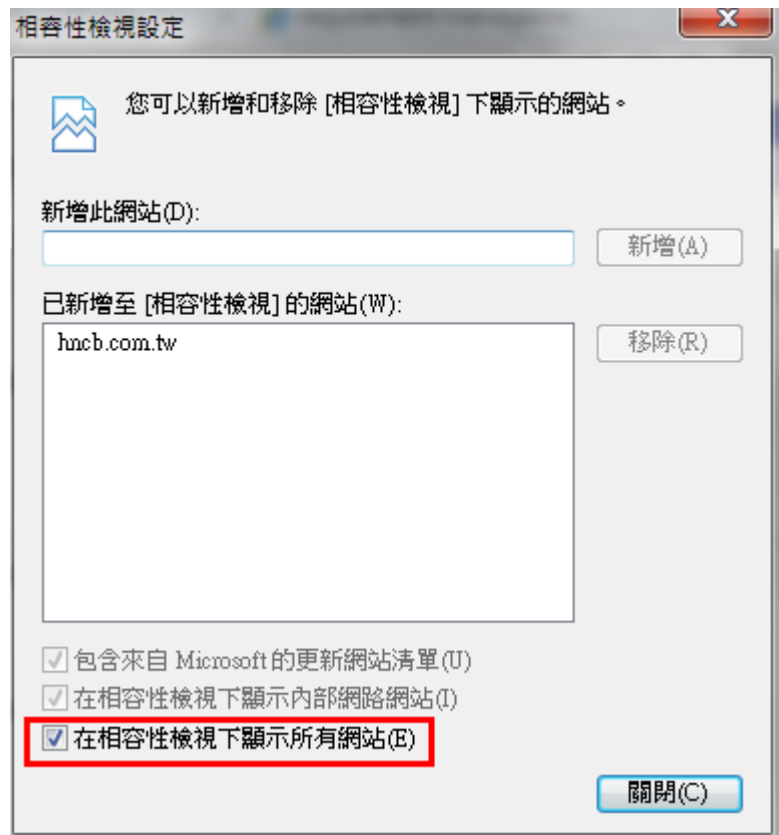 相容性檢視設定
您可以新增和移除 [相容性檢視] 下顯示的網站。
新增此網站(D):
新增(A)
已新增至 [相容性檢視] 的網站(W):
hncb.com.tw
移除(R)
包含來自 Microsoft 的更新網站清單(U)
在相容性檢視下顯示內部網路網站(I)
在相容性檢視下顯示所有網站(E)
關閉(C)